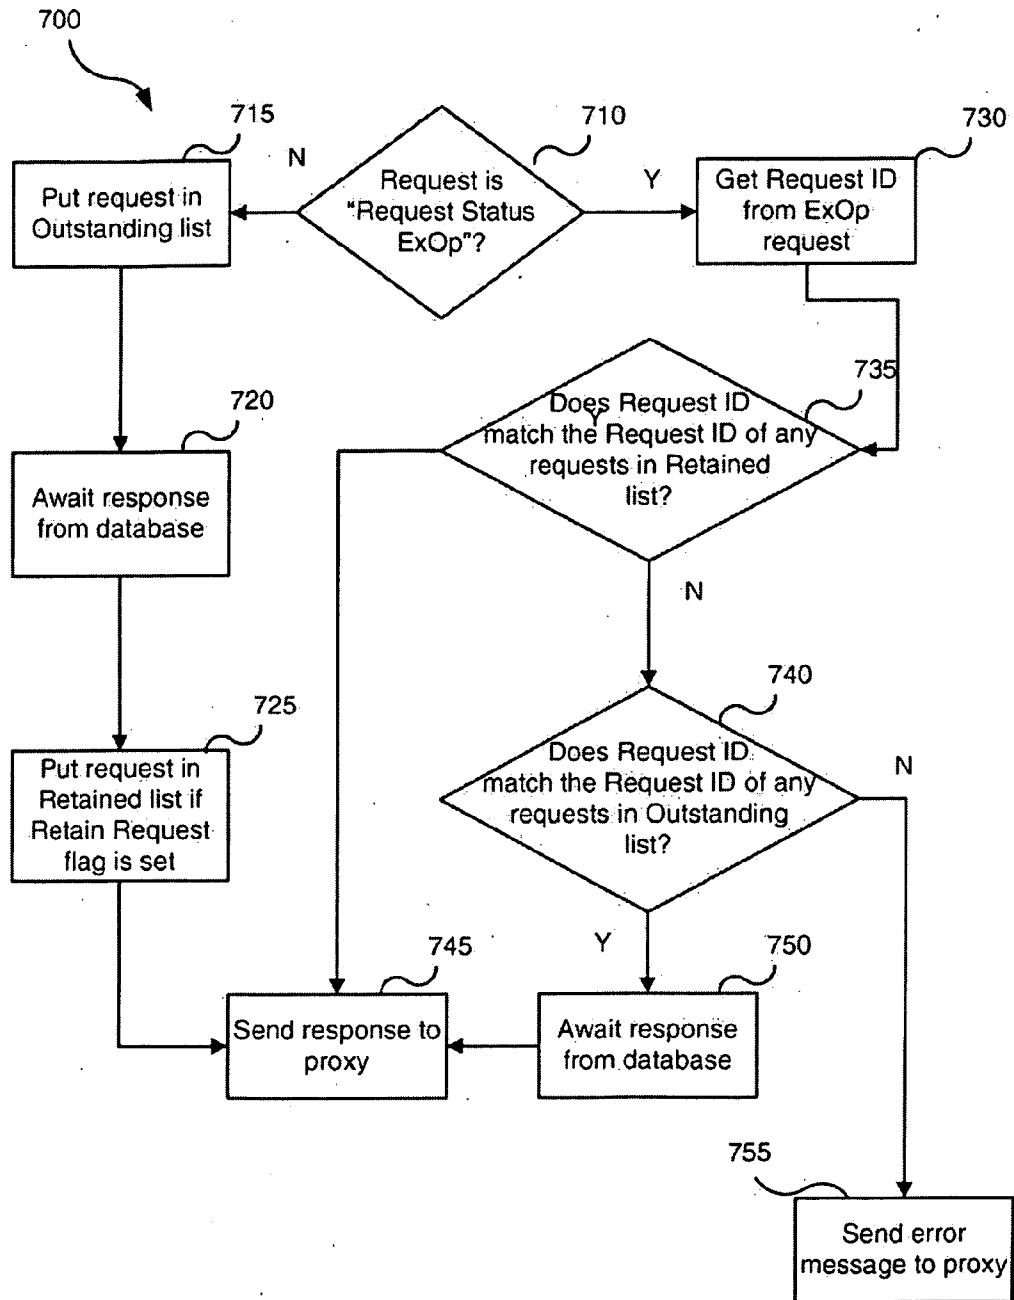 700
715
Put request in
Outstanding list
N
710
Request is
"Request Status
ExOp"?
Y
730
Get Request ID
from ExOp
request
735
Does Request ID
Y
match the Request ID of any
requests in Retained
list?
N
720
Await response
from database
725
Put request in
Retained list if
Retain Request
flag is set
740
Does Request ID
match the Request ID of any
requests in Outstanding
list?
N
Y
745
Send response to
proxy
750
Await response
from database
755
Send error
message to proxy